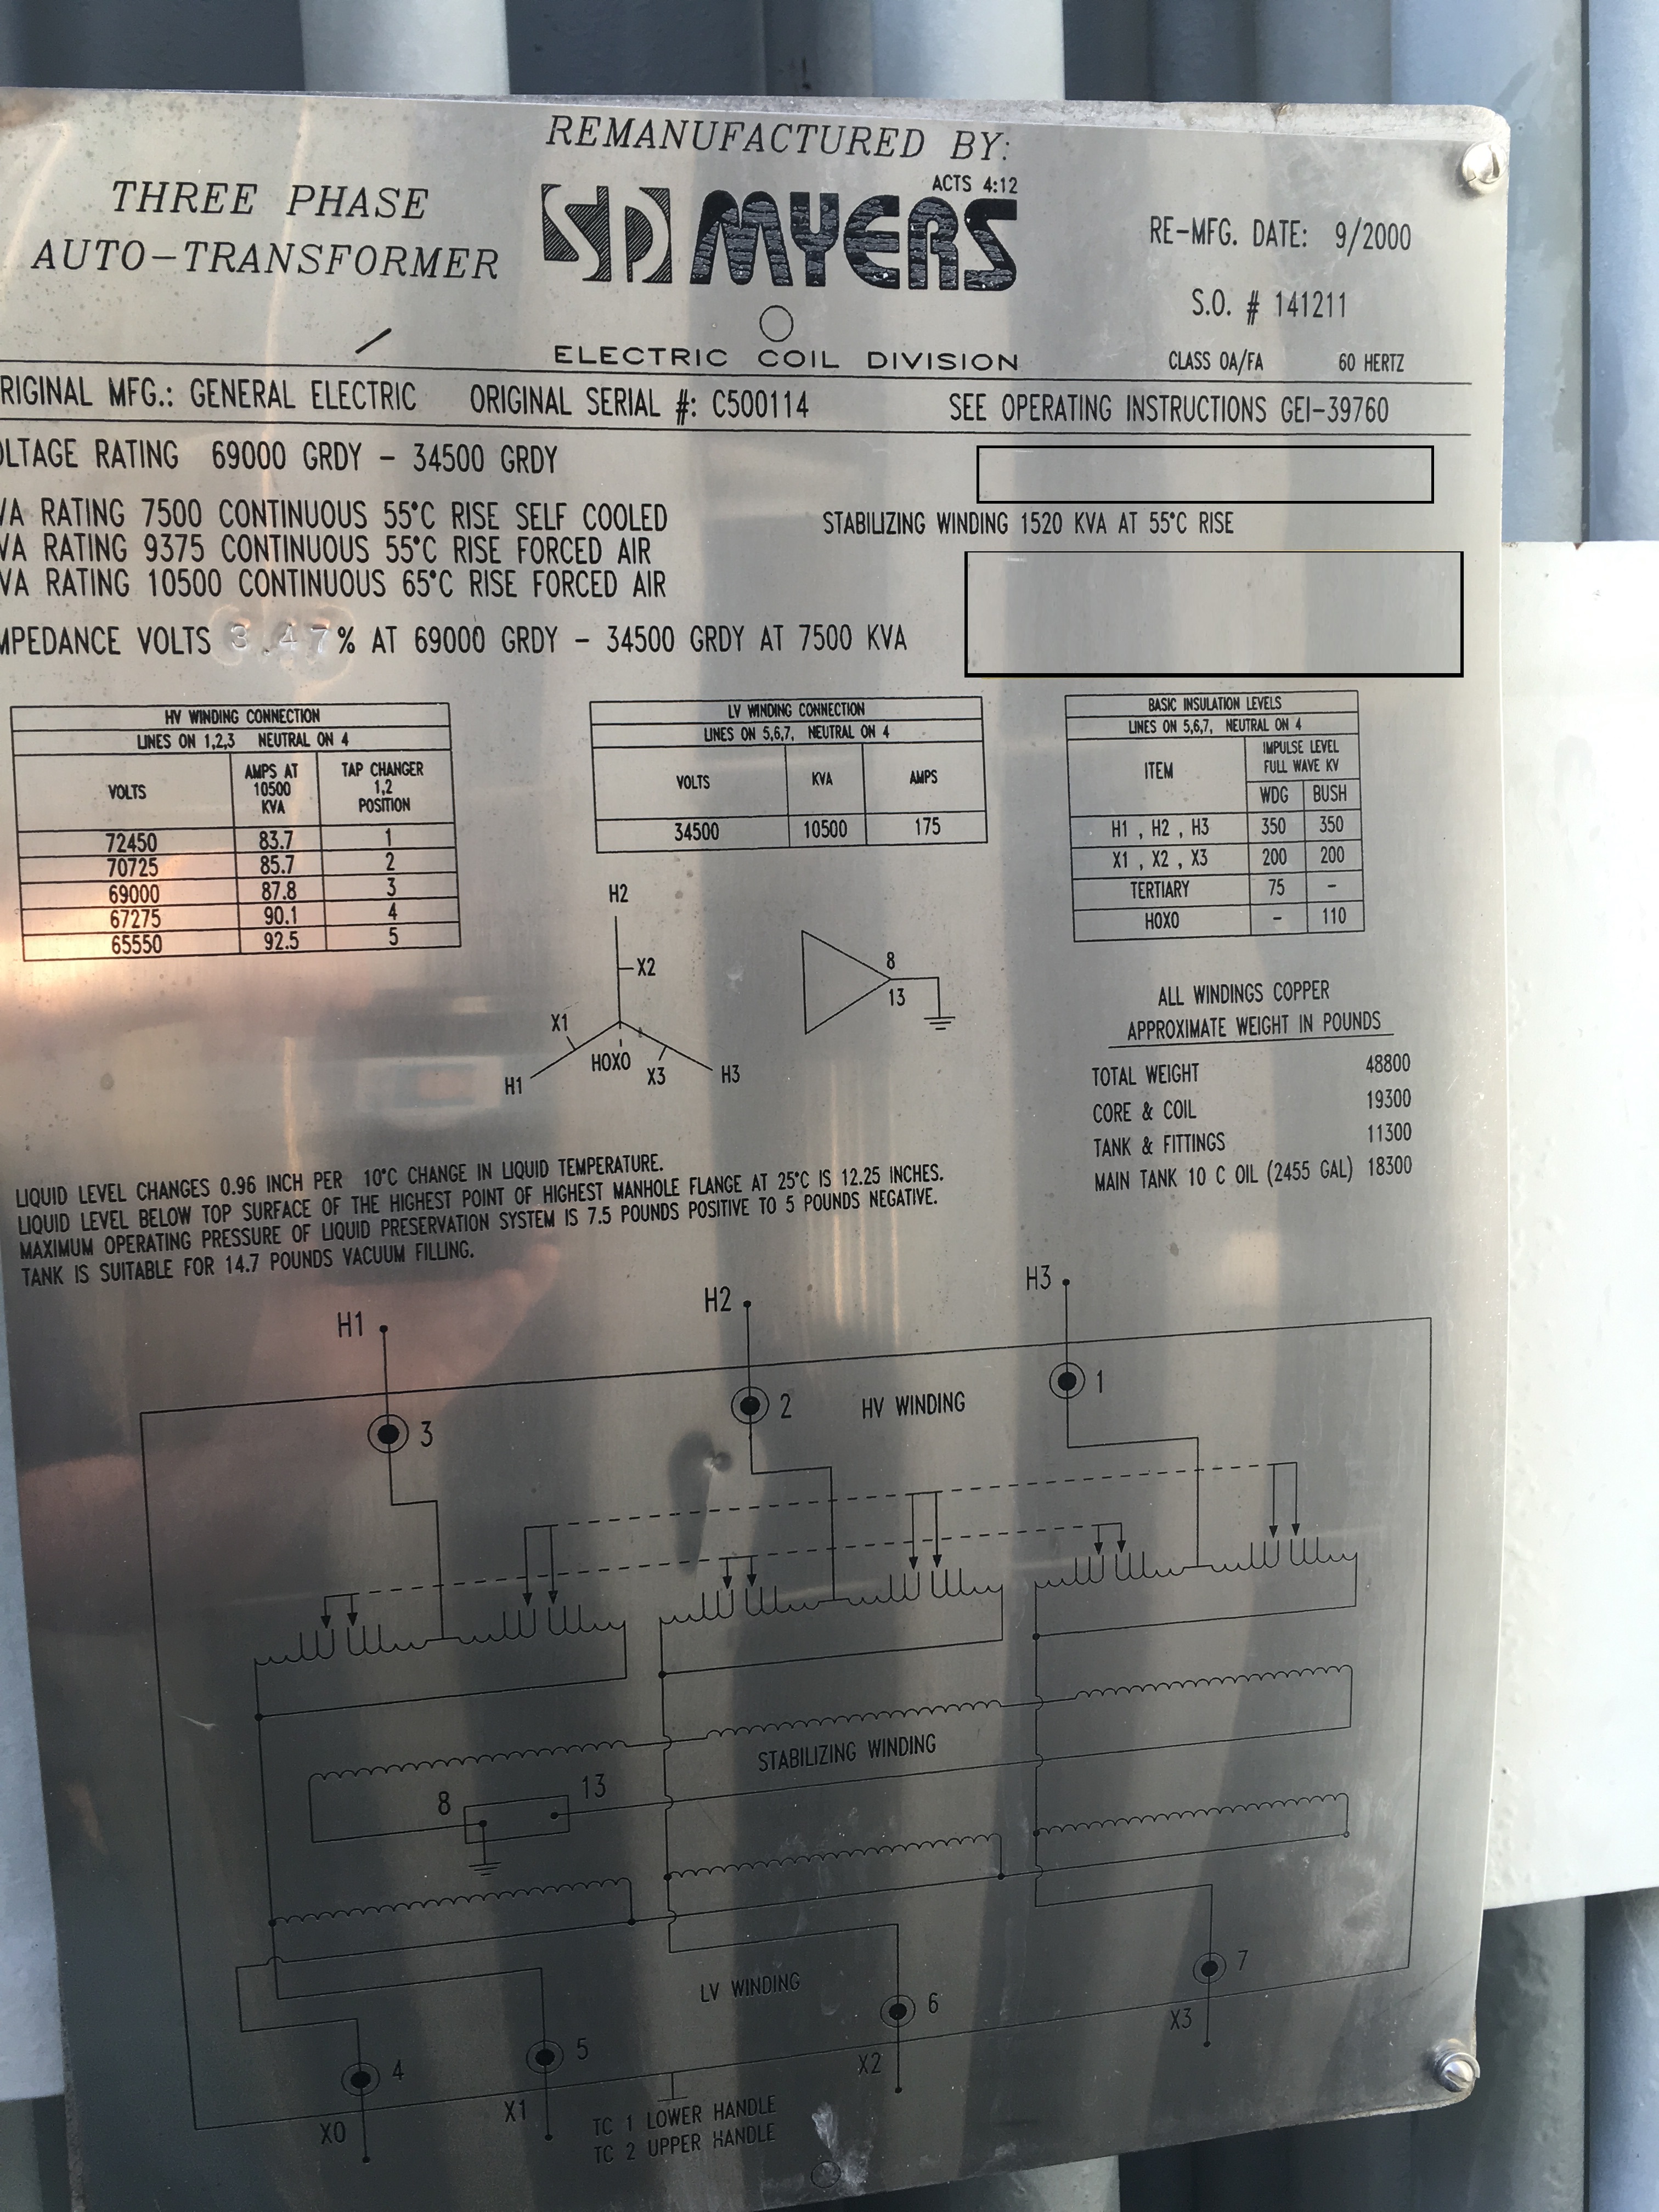 REMANUFACTURED BY:
THREE PHASE
AUTO-TRANSFORMER
ACTS 4:12
SD MYERS
ELECTRIC COIL DIVISION
RE-MFG. DATE: 9/2000
S.O. # 141211
CLASS OA/FA 60 HERTZ
RIGINAL MFG.: GENERAL ELECTRIC ORIGINAL SERIAL #: C500114 SEE OPERATING INSTRUCTIONS GEI-39760
OLTAGE RATING 69000 GRDY - 34500 GRDY
VA RATING 7500 CONTINUOUS 55°C RISE SELF COOLED
VA RATING 9375 CONTINUOUS 55°C RISE FORCED AIR
VA RATING 10500 CONTINUOUS 65°C RISE FORCED AIR
STABILIZING WINDING 1520 KVA AT 55°C RISE
MPEDANCE VOLTS 3.47% AT 69000 GRDY - 34500 GRDY AT 7500 KVA
HV WINDING CONNECTION
LINES ON 1,2,3 NEUTRAL ON 4
VOLTS AMPS AT 10500 KVA TAP CHANGER 1,2 POSITION
72450 83.7 1
70725 85.7 2
69000 87.8 3
67275 90.1 4
65550 92.5 5
LV WINDING CONNECTION
LINES ON 5,6,7, NEUTRAL ON 4
VOLTS KVA AMPS
34500 10500 175
BASIC INSULATION LEVELS
LINES ON 5,6,7, NEUTRAL ON 4
ITEM IMPULSE LEVEL FULL WAVE KV
WDG BUSH
H1 , H2 , H3 350 350
X1 , X2 , X3 200 200
TERTIARY 75 -
HOXO - 110
H2
X2
X1
HOXO
X3
H1
H3
8
13
ALL WINDINGS COPPER
APPROXIMATE WEIGHT IN POUNDS
TOTAL WEIGHT 48800
CORE & COIL 19300
TANK & FITTINGS 11300
MAIN TANK 10 C OIL (2455 GAL) 18300
LIQUID LEVEL CHANGES 0.96 INCH PER 10°C CHANGE IN LIQUID TEMPERATURE.
LIQUID LEVEL BELOW TOP SURFACE OF THE HIGHEST POINT OF HIGHEST MANHOLE FLANGE AT 25°C IS 12.25 INCHES.
MAXIMUM OPERATING PRESSURE OF LIQUID PRESERVATION SYSTEM IS 7.5 POUNDS POSITIVE TO 5 POUNDS NEGATIVE.
TANK IS SUITABLE FOR 14.7 POUNDS VACUUM FILLING.
H1
H2
H3
3
2
HV WINDING
1
STABILIZING WINDING
8
13
LV WINDING
4
5
6
7
X0
X1
X2
X3
TC 1 LOWER HANDLE
TC 2 UPPER HANDLE